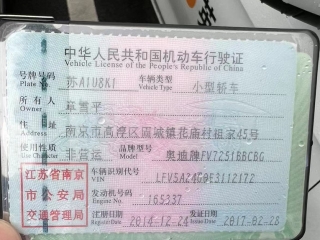 中华人民共和国机动车行驶证
Vehicle License of the People's Republic of China
号牌号码 苏A1U8K1 车辆类型 小型轿车
Plate No. Vehicle Type
所有人 章雪平
Owner
住址 南京市高淳区固城镇花庙村祖家45号
Address
使用性质 非营运 品牌型号 奥迪牌FV7251BBCBG
Use Character Model
江苏省南京
市公安局
交通管理局
车辆识别代号
VIN
发动机号码 165337
Engine No.
注册日期 2014-12-24 发证日期 2017-02-28
Register Date Issue Date